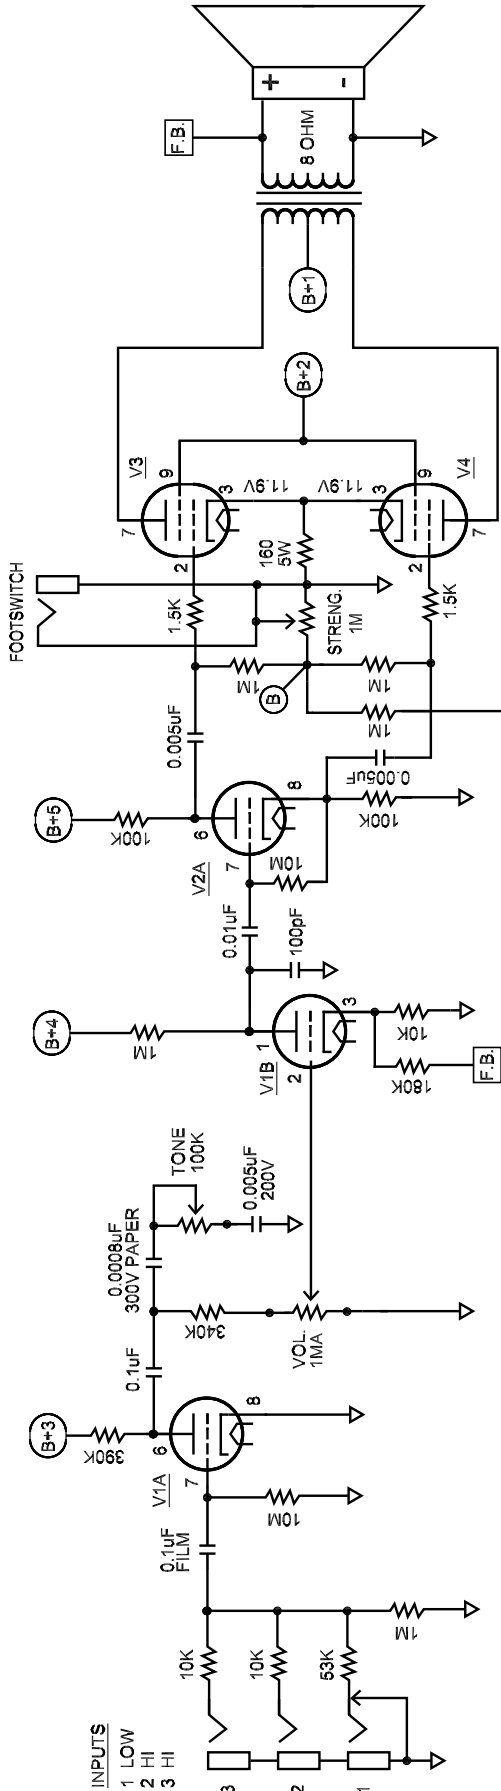 INPUTS
1 LOW
2 HI
3 HI
3
2
1
10K
10K
53K
1M
0.1uF
FILM
10M
V1A
7
6
8
390K
B+3
0.1uF
340K
VOL.
1MA
0.0008uF
300V PAPER
TONE
100K
0.005uF
200V
V1B
2
1
3
1M
B+4
180K
F.B.
10K
100pF
0.01uF
10M
V2A
7
6
8
100K
B+5
100K
0.005uF
0.005uF
1M
1M
1M
B
STRENG.
1M
FOOTSWITCH
1.5K
1.5K
160
5W
V3
2
7
9
3
11.9V
11.9V
V4
2
3
9
7
B+2
B+1
8 OHM
F.B.
+
-